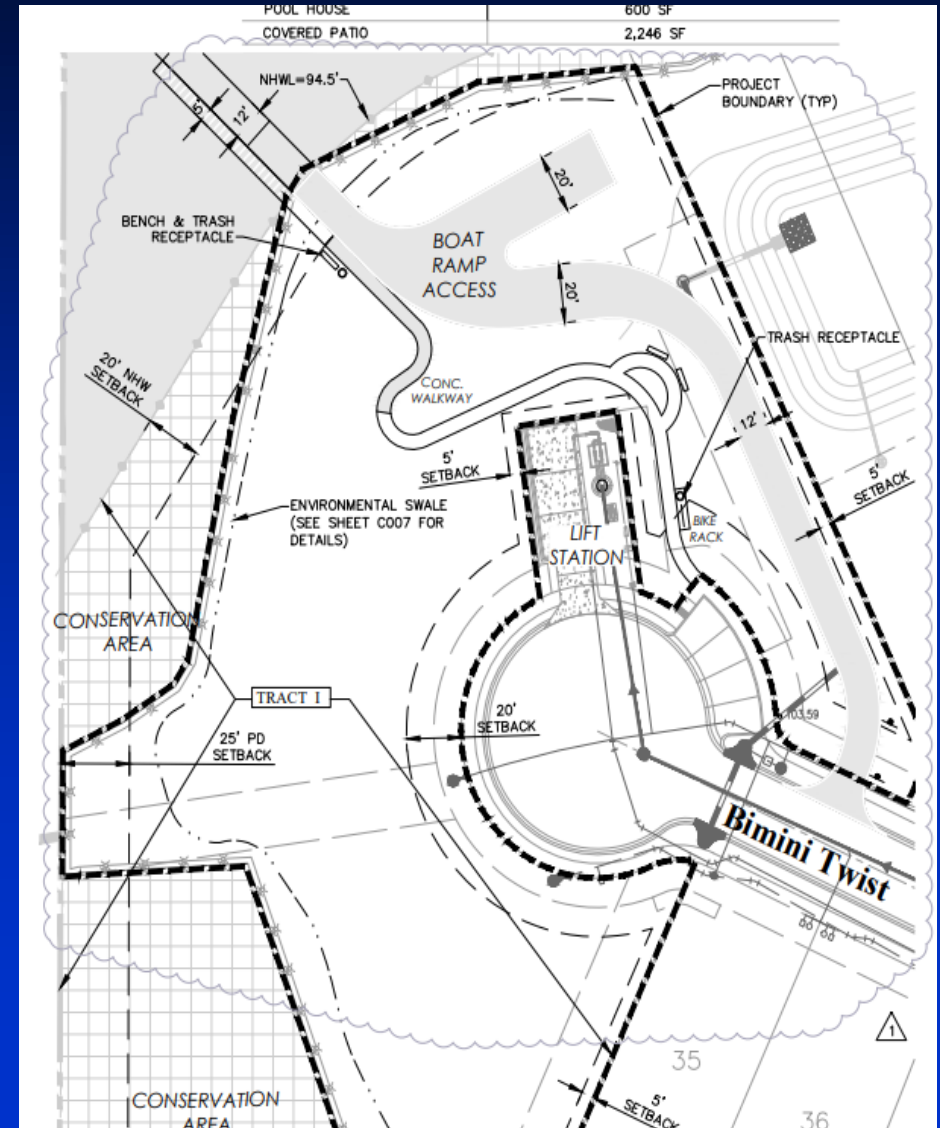 POOL HOUSE 600 SF
COVERED PATIO 2,246 SF
NHWL=94.5'
PROJECT
BOUNDARY (TYP)
5'
12'
20'
BENCH & TRASH
RECEPTACLE
BOAT
RAMP
ACCESS
20'
TRASH RECEPTACLE
20' NHW
SETBACK
CONC.
WALKWAY
12'
5'
SETBACK
5'
SETBACK
ENVIRONMENTAL SWALE
(SEE SHEET C007 FOR
DETAILS)
LIFT
STATION
BIKE
RACK
CONSERVATION
AREA
TRACT I
20'
SETBACK
103.59
25' PD
SETBACK
Bimini Twist
1
35
5'
SETBACK
36
CONSERVATION
AREA